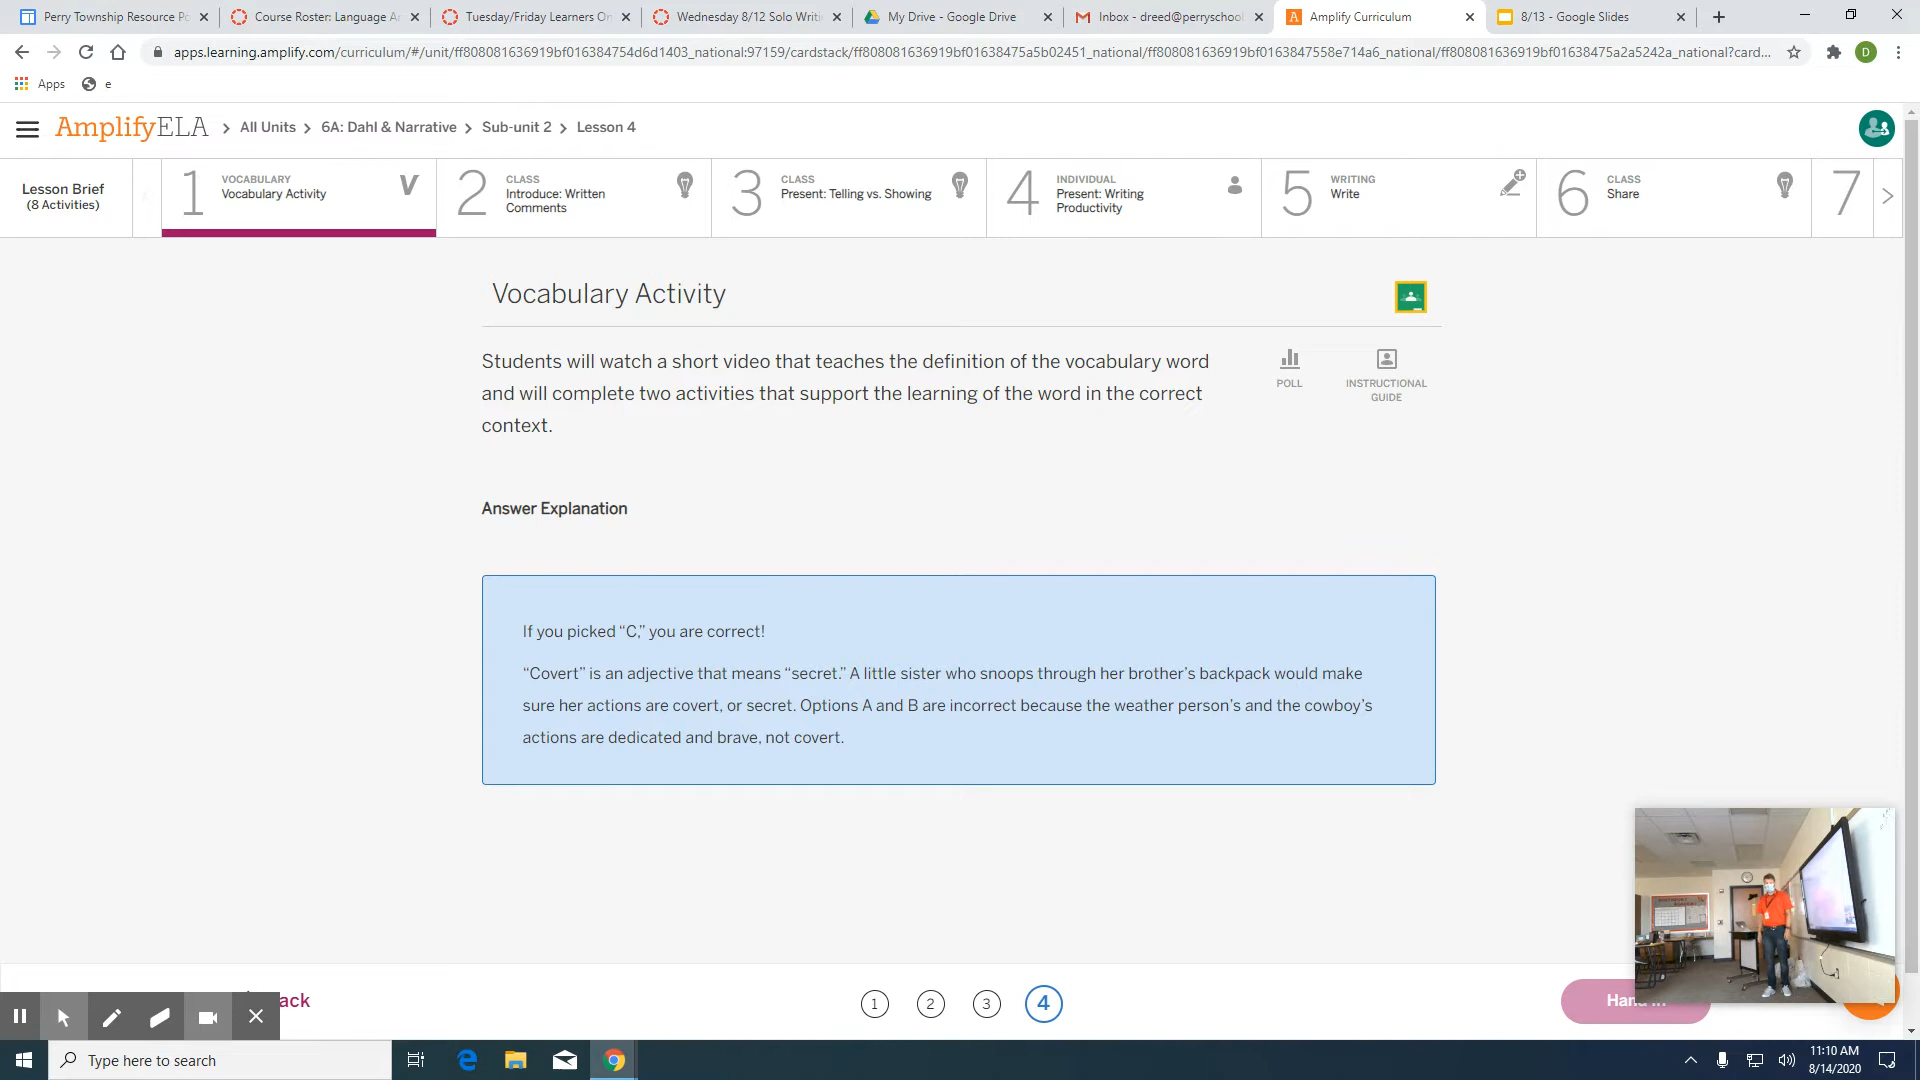 Perry Township Resource Po
Course Roster: Language A
Tuesday/Friday Learners On
Wednesday 8/12 Solo Writi
My Drive - Google Drive
Inbox - dreed@perryschool
Amplify Curriculum
8/13 - Google Slides
apps.learning.amplify.com/curriculum/#/unit/ff808081636919bf016384754d6d1403_national:97159/cardstack/ff808081636919bf01638475a5b02451_national/ff808081636919bf0163847558e714a6_national/ff808081636919bf01638475a2a5242a_national?card...
D
Apps
e
AmplifyELA > All Units > 6A: Dahl & Narrative > Sub-unit 2 > Lesson 4
Lesson Brief
(8 Activities)
1
VOCABULARY
Vocabulary Activity
V
2
CLASS
Introduce: Written
Comments
3
CLASS
Present: Telling vs. Showing
4
INDIVIDUAL
Present: Writing
Productivity
5
WRITING
Write
6
CLASS
Share
7
Vocabulary Activity
Students will watch a short video that teaches the definition of the vocabulary word
and will complete two activities that support the learning of the word in the correct
context.
POLL
INSTRUCTIONAL
GUIDE
Answer Explanation
If you picked “C,” you are correct!
“Covert” is an adjective that means “secret.” A little sister who snoops through her brother’s backpack would make
sure her actions are covert, or secret. Options A and B are incorrect because the weather person’s and the cowboy’s
actions are dedicated and brave, not covert.
ack
1
2
3
4
Hand in
Type here to search
11:10 AM
8/14/2020